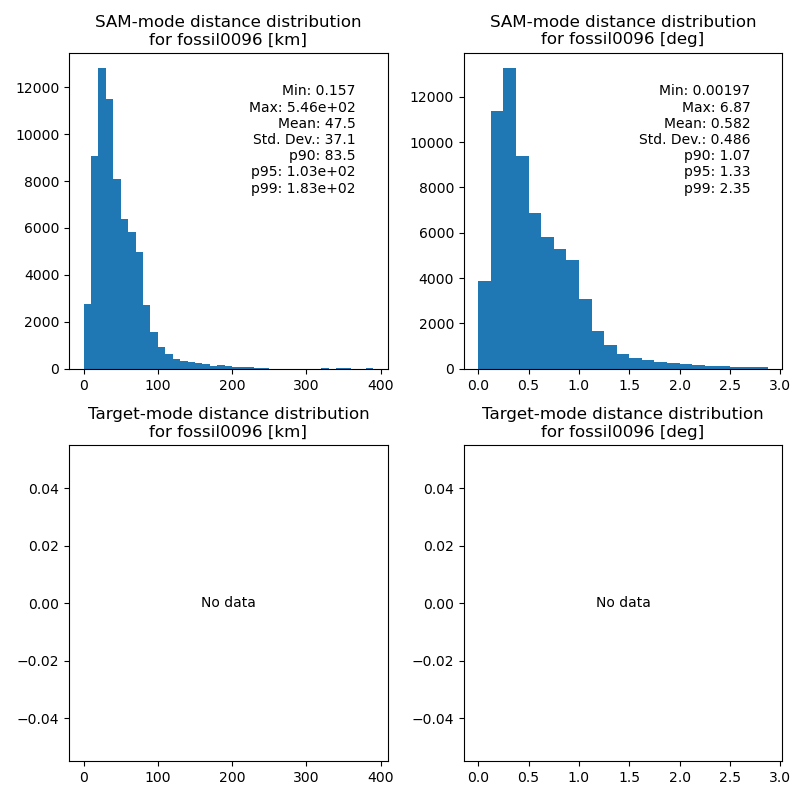 SAM-mode distance distribution
for fossil0096 [km]
12000
10000
8000
6000
4000
2000
0
Min: 0.157
Max: 5.46e+02
Mean: 47.5
Std. Dev.: 37.1
p90: 83.5
p95: 1.03e+02
p99: 1.83e+02
0 100 200 300 400
SAM-mode distance distribution
for fossil0096 [deg]
12000
10000
8000
6000
4000
2000
0
Min: 0.00197
Max: 6.87
Mean: 0.582
Std. Dev.: 0.486
p90: 1.07
p95: 1.33
p99: 2.35
0.0 0.5 1.0 1.5 2.0 2.5 3.0
Target-mode distance distribution
for fossil0096 [km]
0.04
0.02
0.00
−0.02
−0.04
No data
0 100 200 300 400
Target-mode distance distribution
for fossil0096 [deg]
0.04
0.02
0.00
−0.02
−0.04
No data
0.0 0.5 1.0 1.5 2.0 2.5 3.0